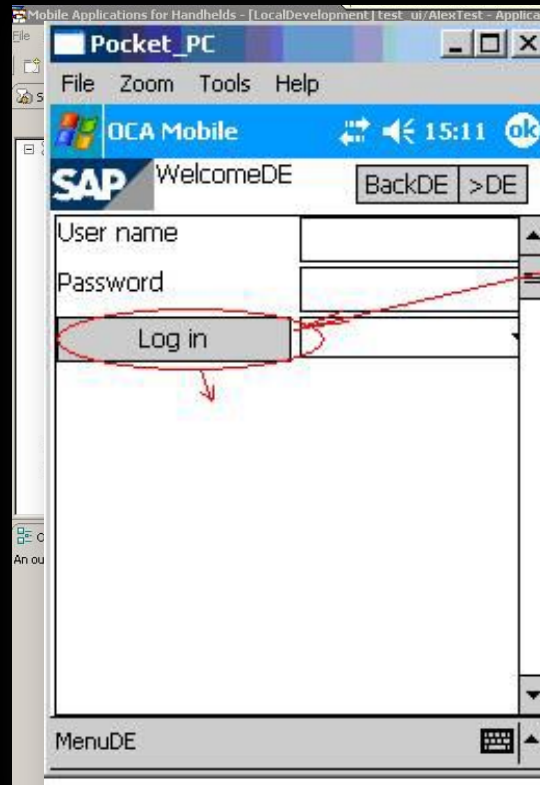 Mobile Applications for Handhelds - [LocalDevelopment] test_ui/AlexTest - Applica
File
Pocket_PC
File Zoom Tools Help
OCA Mobile 15:11 ok
SAP WelcomeDE BackDE >DE
User name
Password
Log in
An ou
MenuDE